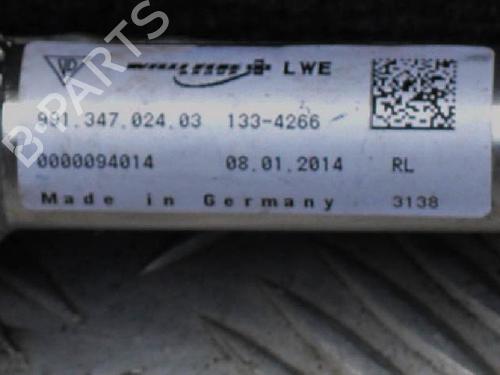 LWE
991.347.024.03 133-4266
0000094014 08.01.2014 RL
Made in Germany 3138
B-PARTS